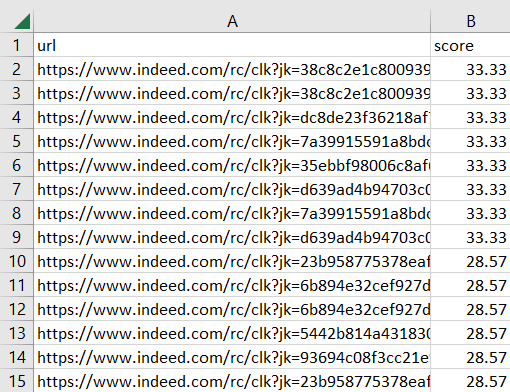 A B
1 url score
2 https://www.indeed.com/rc/clk?jk=38c8c2e1c800939 33.33
3 https://www.indeed.com/rc/clk?jk=38c8c2e1c800939 33.33
4 https://www.indeed.com/rc/clk?jk=dc8de23f36218af 33.33
5 https://www.indeed.com/rc/clk?jk=7a39915591a8bdc 33.33
6 https://www.indeed.com/rc/clk?jk=35ebbf98006c8af 33.33
7 https://www.indeed.com/rc/clk?jk=d639ad4b94703c0 33.33
8 https://www.indeed.com/rc/clk?jk=7a39915591a8bdc 33.33
9 https://www.indeed.com/rc/clk?jk=d639ad4b94703c0 33.33
10 https://www.indeed.com/rc/clk?jk=23b958775378eaf 28.57
11 https://www.indeed.com/rc/clk?jk=6b894e32cef927d 28.57
12 https://www.indeed.com/rc/clk?jk=6b894e32cef927d 28.57
13 https://www.indeed.com/rc/clk?jk=5442b814a431830 28.57
14 https://www.indeed.com/rc/clk?jk=93694c08f3cc21e 28.57
15 https://www.indeed.com/rc/clk?jk=23b958775378eaf 28.57